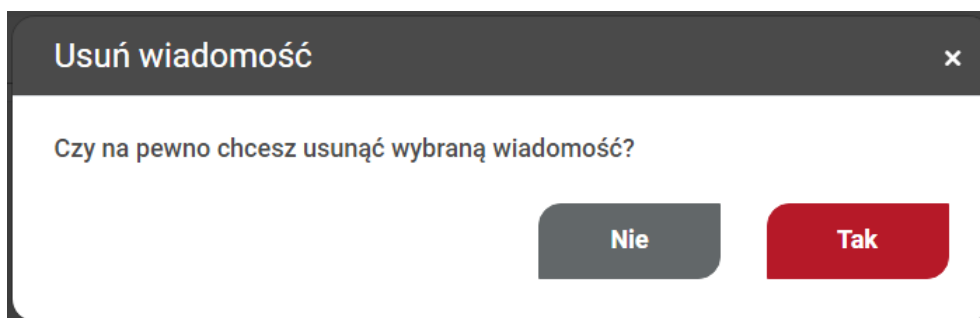 Usuń wiadomość
×
Czy na pewno chcesz usunąć wybraną wiadomość?
Nie Tak